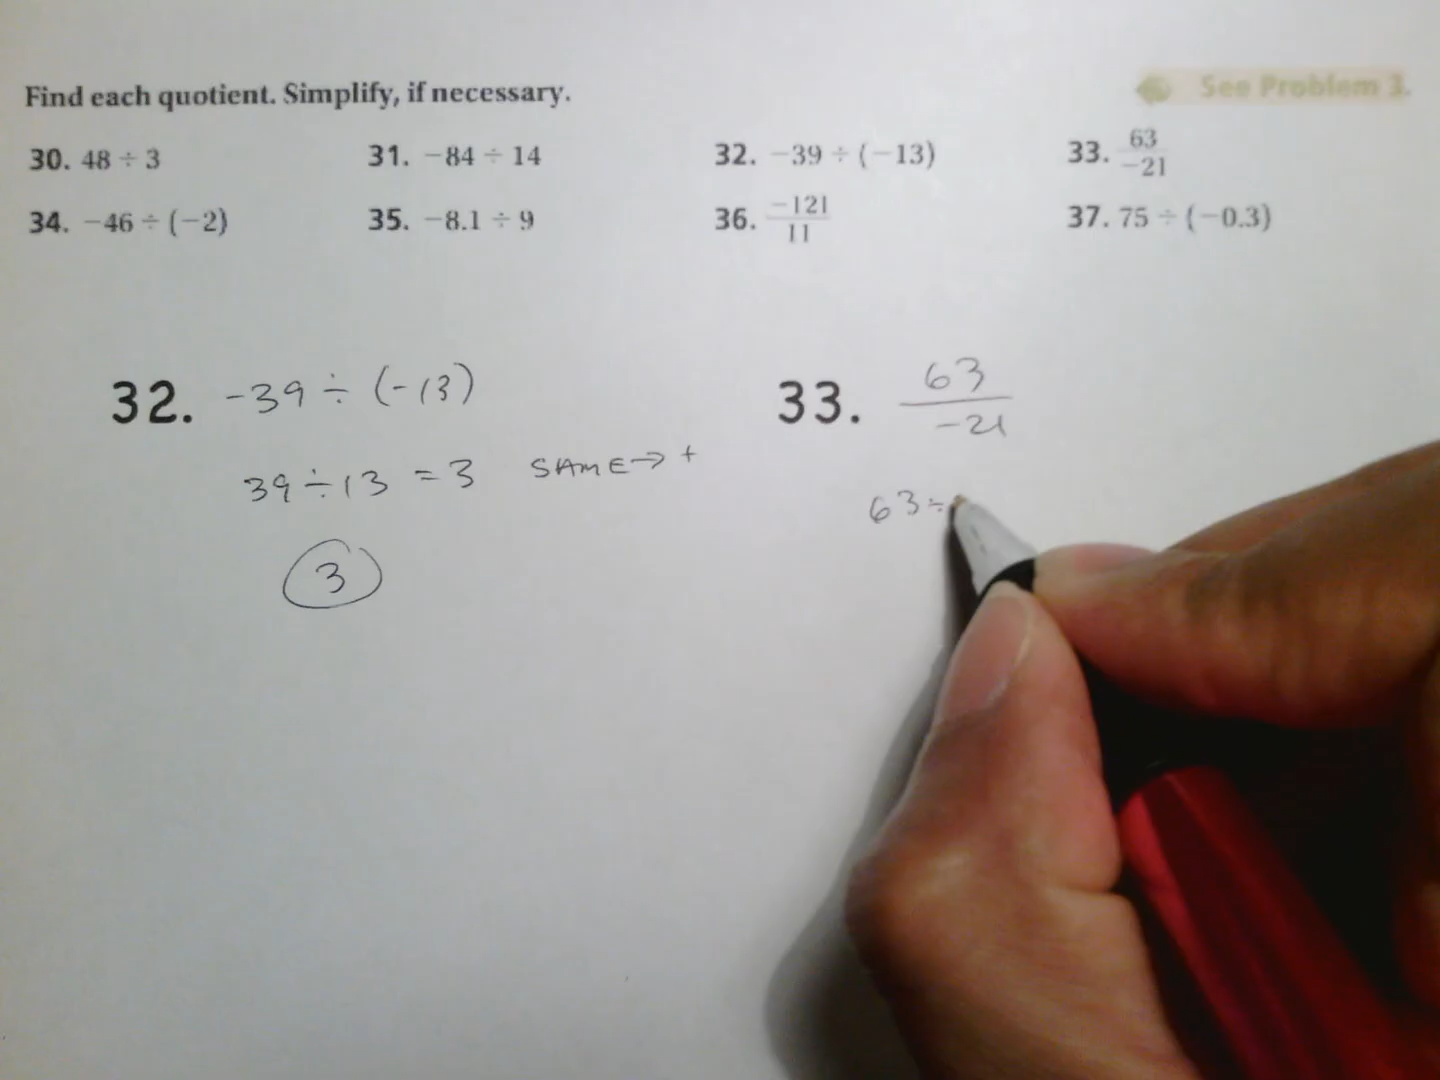 Find each quotient. Simplify, if necessary.
See Problem 3.
30. 48 ÷ 3
31. −84 ÷ 14
32. −39 ÷ (−13)
33. 63/−21
34. −46 ÷ (−2)
35. −8.1 ÷ 9
36. −121/11
37. 75 ÷ (−0.3)
32. -39 ÷ (-13)
39 ÷ 13 = 3 SAME → +
3
33. 63/-21
63 ÷